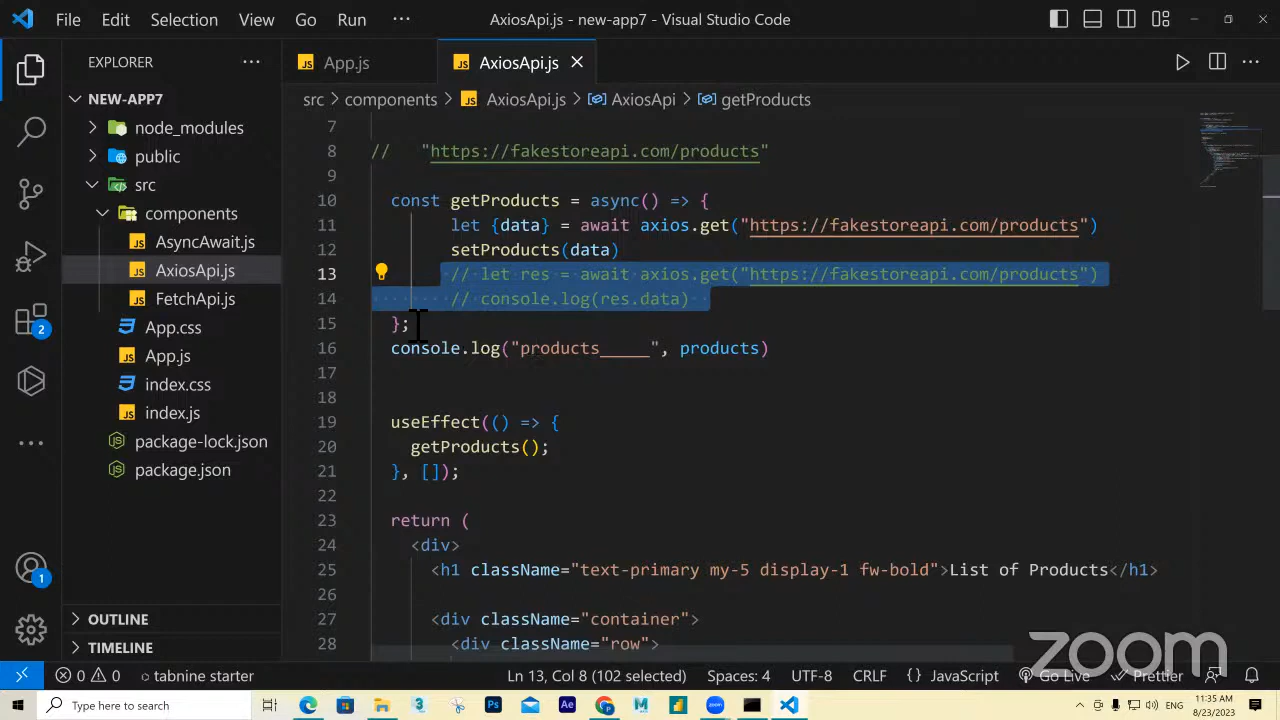 File Edit Selection View Go Run ··· AxiosApi.js - new-app7 - Visual Studio Code
EXPLORER ···
NEW-APP7
node_modules
public
src
components
AsyncAwait.js
AxiosApi.js
FetchApi.js
App.css
App.js
index.css
index.js
package-lock.json
package.json
OUTLINE
TIMELINE
2
1
JS App.js JS AxiosApi.js
src > components > JS AxiosApi.js > AxiosApi > getProducts
7
8 // "https://fakestoreapi.com/products"
9
10 const getProducts = async() => {
11 let {data} = await axios.get("https://fakestoreapi.com/products")
12 setProducts(data)
13 // let res = await axios.get("https://fakestoreapi.com/products")
14 // console.log(res.data)
15 };
16 console.log("products_____", products)
17
18
19 useEffect(() => {
20 getProducts();
21 }, []);
22
23 return (
24 <div>
25 <h1 className="text-primary my-5 display-1 fw-bold">List of Products</h1>
26
27 <div className="container">
28 <div className="row">
zoom
0 0 tabnine starter Ln 13, Col 8 (102 selected) Spaces: 4 UTF-8 CRLF {} JavaScript Go Live Prettier
Type here to search
ENG 11:35 AM
8/23/2023